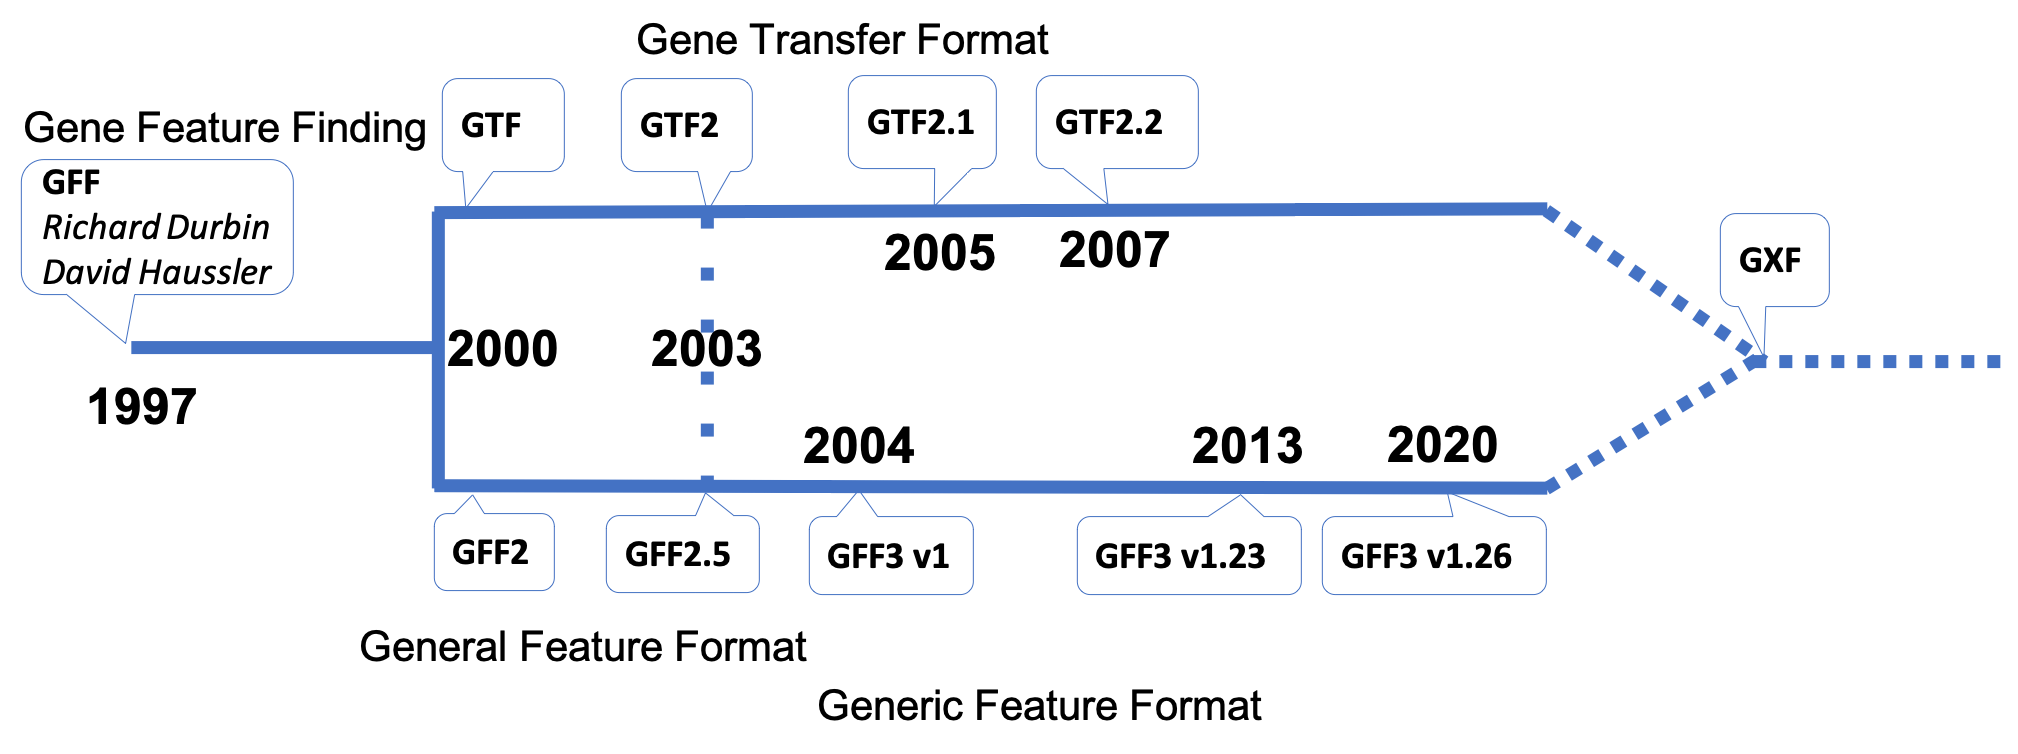 Gene Transfer Format
Gene Feature Finding
GTF
GTF2
GTF2.1
GTF2.2
GFF
Richard Durbin
David Haussler
2005
2007
GXF
2000
2003
1997
2004
2013
2020
GFF2
GFF2.5
GFF3 v1
GFF3 v1.23
GFF3 v1.26
General Feature Format
Generic Feature Format